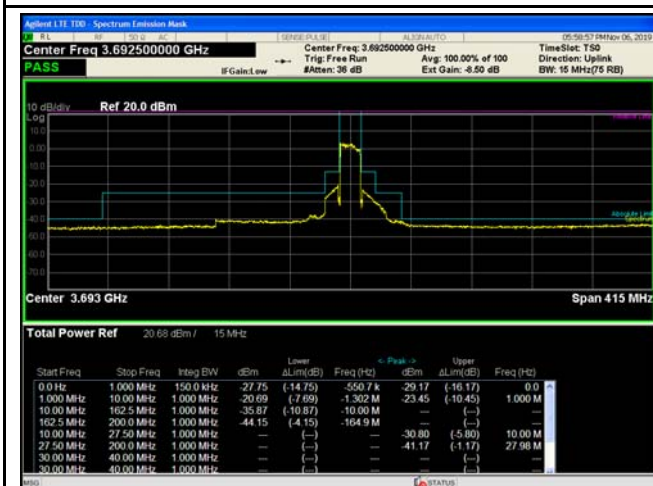 Agilent LTE TDD - Spectrum Emission Mask
RL RF 50 Ω AC SENSE:PULSE ALIGN AUTO 05:58:57 PM Nov 06, 2019
Center Freq 3.692500000 GHz Center Freq: 3.692500000 GHz TimeSlot: TS0
Trig: Free Run Avg: 100.00% of 100 Direction: Uplink
PASS IFGain:Low #Atten: 36 dB Ext Gain: -8.50 dB BW: 15 MHz(75 RB)
10 dB/div Ref 20.0 dBm
Log
10.0
0.00
10.0
20.0
30.0
40.0 Absolute Limit
Spectrum
60.0
70.0
Center 3.693 GHz Span 415 MHz
Total Power Ref 20.68 dBm / 15 MHz
Lower <- Peak -> Upper
Start Freq Stop Freq Integ BW dBm ΔLim(dB) Freq (Hz) dBm ΔLim(dB) Freq (Hz)
0.0 Hz 1.000 MHz 150.0 kHz -27.75 (-14.75) -550.7 k -29.17 (-16.17) 0.0
1.000 MHz 10.00 MHz 1.000 MHz -20.69 (-7.69) -1.302 M -23.45 (-10.45) 1.000 M
10.00 MHz 162.5 MHz 1.000 MHz -35.87 (-10.87) -10.00 M --- (---) ---
162.5 MHz 200.0 MHz 1.000 MHz -44.15 (-4.15) -164.9 M --- (---) ---
10.00 MHz 27.50 MHz 1.000 MHz --- (---) --- -30.80 (-5.80) 10.00 M
27.50 MHz 200.0 MHz 1.000 MHz --- (---) --- -41.17 (-1.17) 27.98 M
30.00 MHz 40.00 MHz 1.000 MHz --- (---) --- --- (---) ---
30.00 MHz 40.00 MHz 1.000 MHz --- (---) --- --- (---) ---
MSG STATUS